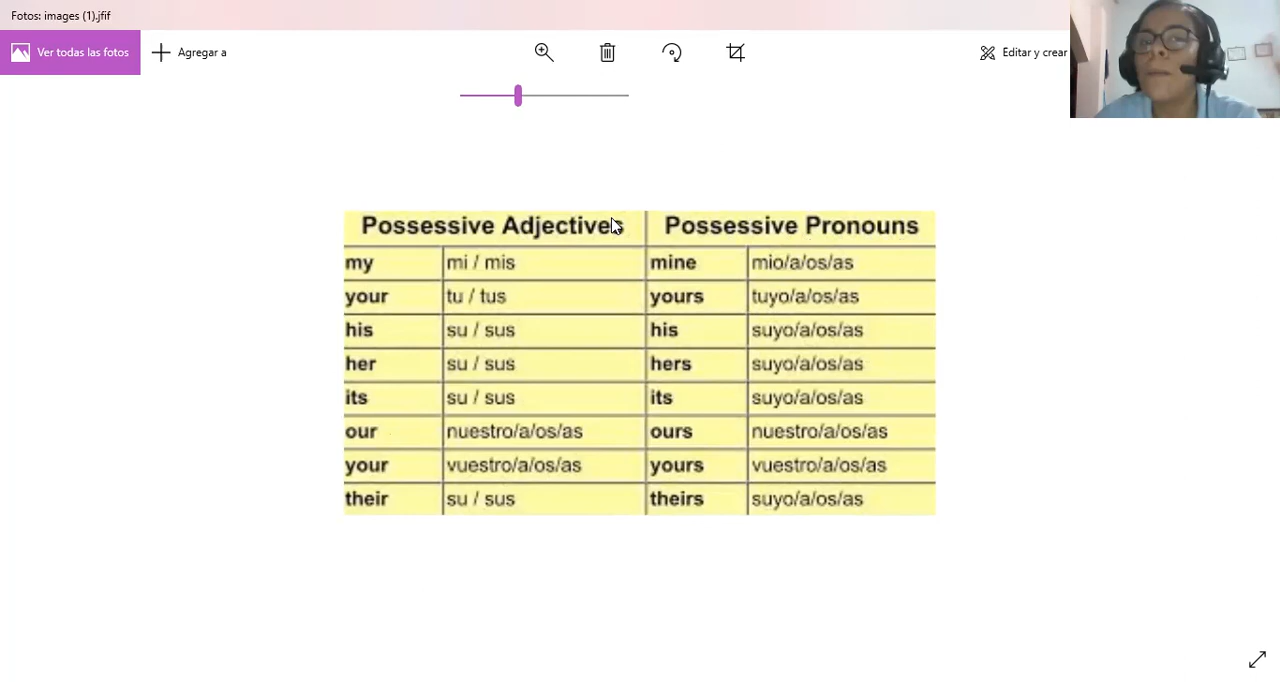 Fotos: images (1).jfif
Ver todas las fotos Agregar a Editar y crear
Possessive Adjectives Possessive Pronouns
my mi / mis mine mio/a/os/as
your tu / tus yours tuyo/a/os/as
his su / sus his suyo/a/os/as
her su / sus hers suyo/a/os/as
its su / sus its suyo/a/os/as
our nuestro/a/os/as ours nuestro/a/os/as
your vuestro/a/os/as yours vuestro/a/os/as
their su / sus theirs suyo/a/os/as